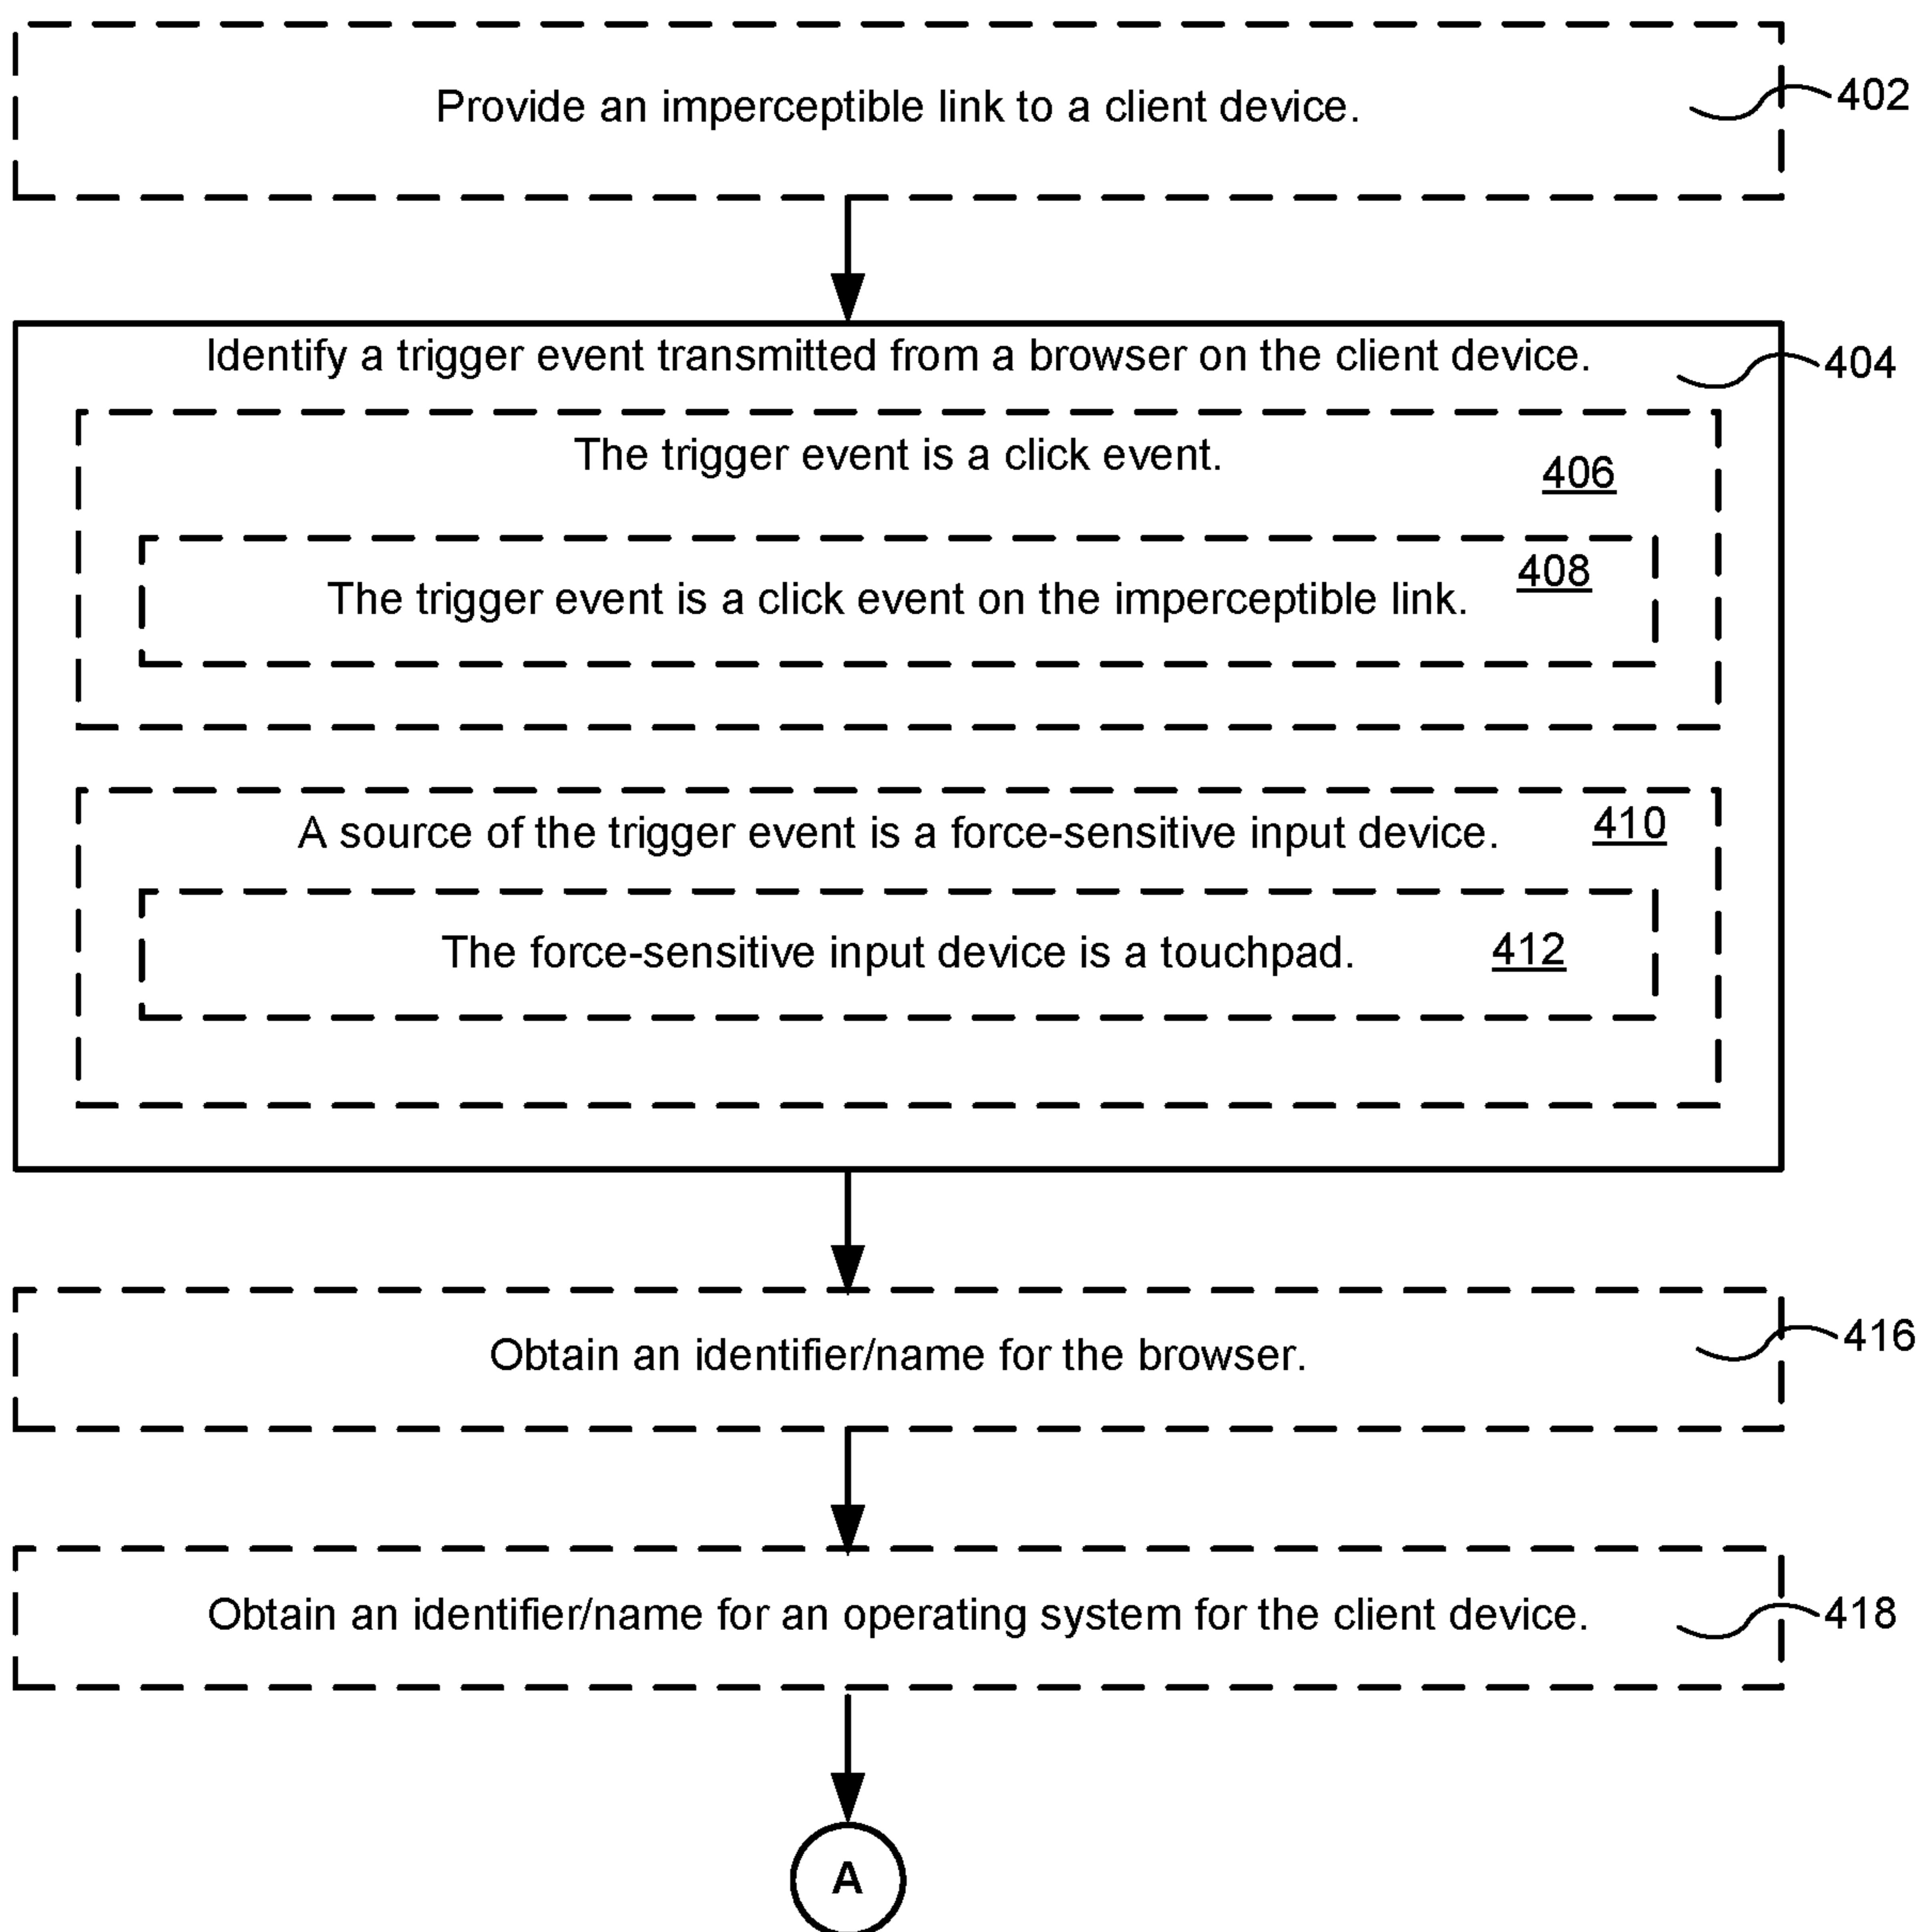 Provide an imperceptible link to a client device.
402
Identify a trigger event transmitted from a browser on the client device.
404
The trigger event is a click event.
406
408
The trigger event is a click event on the imperceptible link.
A source of the trigger event is a force-sensitive input device.
410
The force-sensitive input device is a touchpad.
412
Obtain an identifier/name for the browser.
416
Obtain an identifier/name for an operating system for the client device.
418
A